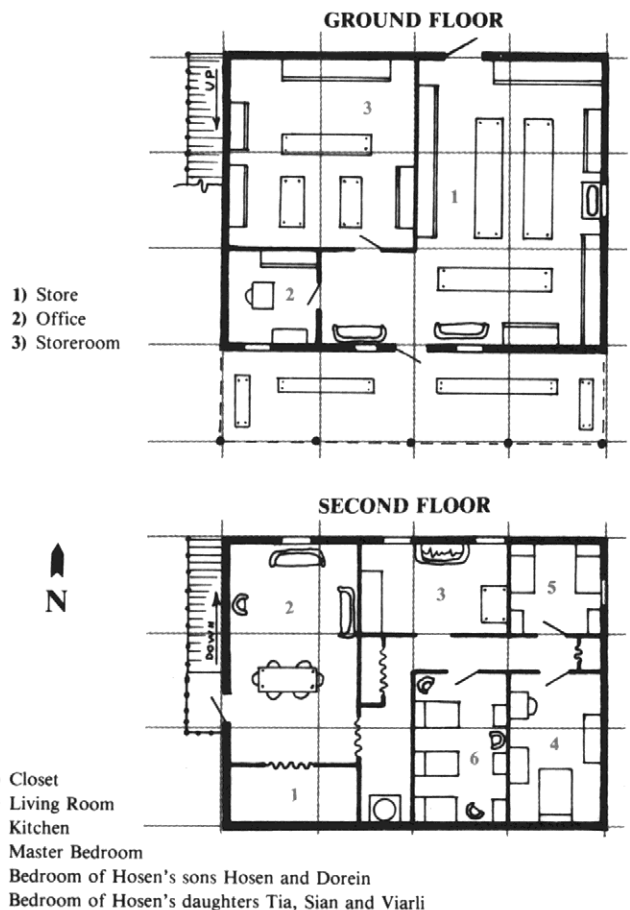 GROUND FLOOR
UP
3
1
2
1) Store
2) Office
3) Storeroom
SECOND FLOOR
N
DOWN
2
3
5
1
6
4
Closet
Living Room
Kitchen
Master Bedroom
Bedroom of Hosen's sons Hosen and Dorein
Bedroom of Hosen's daughters Tia, Sian and Viarli